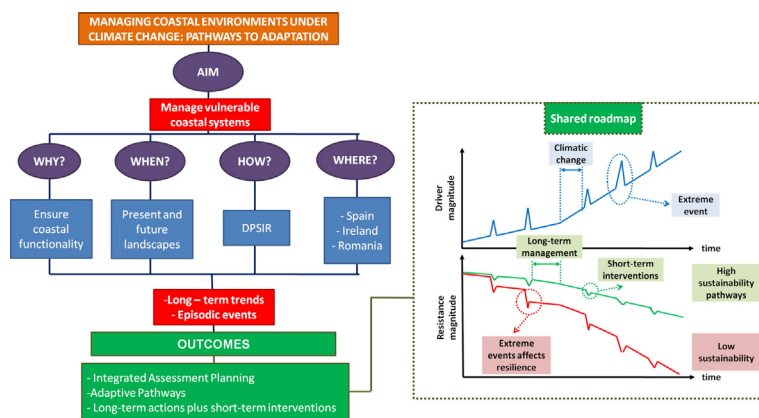 MANAGING COASTAL ENVIRONMENTS UNDER
CLIMATE CHANGE: PATHWAYS TO ADAPTATION
AIM
Manage vulnerable
coastal systems
WHY?
WHEN?
HOW?
WHERE?
Ensure
coastal
functionality
Present and
future
landscapes
DPSIR
- Spain
- Ireland
- Romania
-Long – term trends
- Episodic events
OUTCOMES
- Integrated Assessment Planning
-Adaptive Pathways
- Long-term actions plus short-term interventions
Shared roadmap
Driver
magnitude
Climatic
change
Extreme
event
time
Resistance
magnitude
Long-term
management
Short-term
interventions
High
sustainability
pathways
Extreme
events affects
resilience
Low
sustainability
time